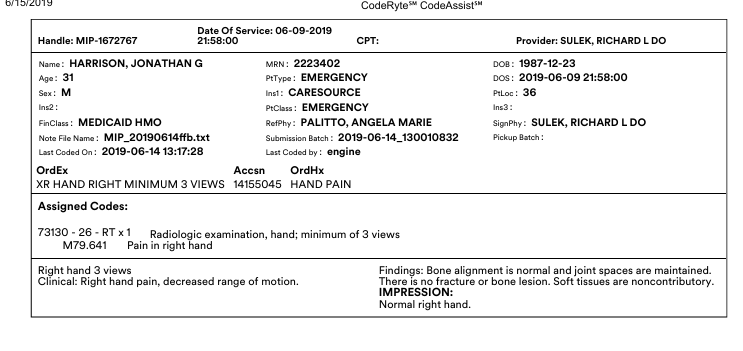 6/15/2019 CodeRyte℠ CodeAssist℠
Handle: MIP-1672767 Date Of Service: 06-09-2019 21:58:00 CPT: Provider: SULEK, RICHARD L DO
Name : HARRISON, JONATHAN G MRN : 2223402 DOB : 1987-12-23
Age : 31 PtType : EMERGENCY DOS : 2019-06-09 21:58:00
Sex : M Ins1 : CARESOURCE PtLoc : 36
Ins2 : PtClass : EMERGENCY Ins3 :
FinClass : MEDICAID HMO RefPhy : PALITTO, ANGELA MARIE SignPhy : SULEK, RICHARD L DO
Note File Name : MIP_20190614ffb.txt Submission Batch : 2019-06-14_130010832 Pickup Batch :
Last Coded On : 2019-06-14 13:17:28 Last Coded by : engine
OrdEx Accsn OrdHx
XR HAND RIGHT MINIMUM 3 VIEWS 14155045 HAND PAIN
Assigned Codes:
73130 - 26 - RT x 1 Radiologic examination, hand; minimum of 3 views
M79.641 Pain in right hand
Right hand 3 views
Clinical: Right hand pain, decreased range of motion.
Findings: Bone alignment is normal and joint spaces are maintained.
There is no fracture or bone lesion. Soft tissues are noncontributory.
IMPRESSION:
Normal right hand.